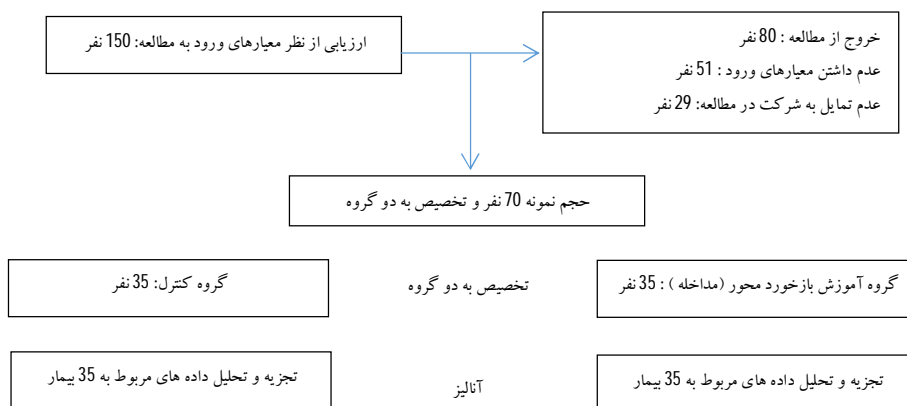 ارزیابی از نظر معیارهای ورود به مطالعه: 150 نفر
خروج از مطالعه : 80 نفر
عدم داشتن معیارهای ورود : 51 نفر
عدم تمایل به شرکت در مطالعه: 29 نفر
حجم نمونه 70 نفر و تخصیص به دو گروه
گروه آموزش بازخورد محور (مداخله ) : 35 نفر
تخصیص به دو گروه
گروه کنترل: 35 نفر
تجزیه و تحلیل داده های مربوط به 35 بیمار
آنالیز
تجزیه و تحلیل داده های مربوط به 35 بیمار